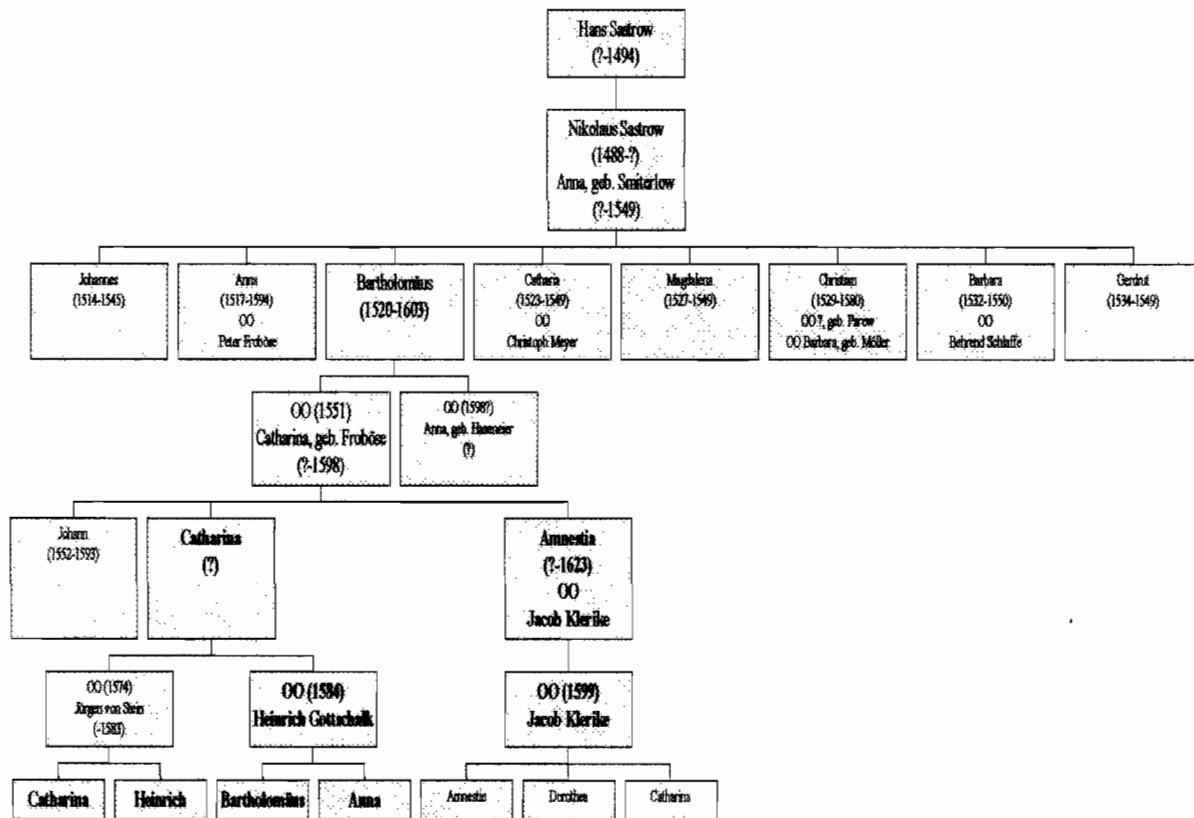 Hans Sastrow
(?-1494)
Nikolaus Sastrow
(1488-?)
Anna, geb. Smiterlow
(?-1549)
Johannes
(1514-1545)
Anna
(1517-1594)
OO
Peter Froböse
Bartholomäus
(1520-1603)
Catharia
(1523-1549)
OO
Christoph Meyer
Magdalena
(1527-1549)
Christian
(1529-1580)
OO ?, geb. Parow
OO Barbara, geb. Möller
Barbara
(1532-1550)
OO
Behrend Schlaffe
Gerdrut
(1534-1549)
OO (1551)
Catharina, geb. Froböse
(?-1598)
OO (1598?)
Anna, geb. Hasemeier
(?)
Johann
(1552-1593)
Catharina
(?)
Amnestia
(?-1623)
OO
Jacob Klerike
OO (1574)
Jürgen von Stein
(-1583)
OO (1584)
Heinrich Gottschalk
OO (1599)
Jacob Klerike
Catharina
Heinrich
Bartholomäus
Anna
Amnestie
Dorothea
Catharina